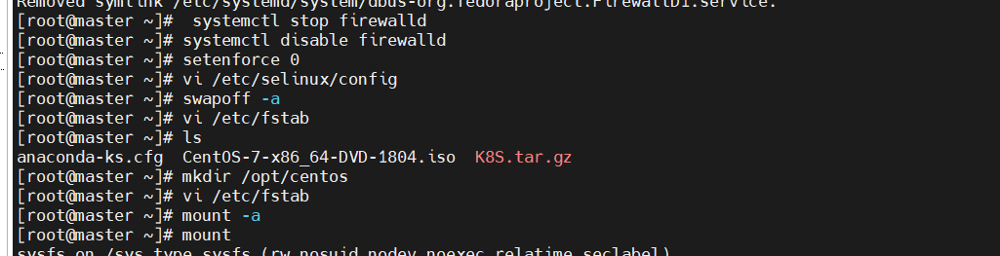 Removed symlink /etc/systemd/system/dbus-org.fedoraproject.FirewallD1.service.
[root@master ~]#  systemctl stop firewalld
[root@master ~]# systemctl disable firewalld
[root@master ~]# setenforce 0
[root@master ~]# vi /etc/selinux/config
[root@master ~]# swapoff -a
[root@master ~]# vi /etc/fstab
[root@master ~]# ls
anaconda-ks.cfg  CentOS-7-x86_64-DVD-1804.iso  K8S.tar.gz
[root@master ~]# mkdir /opt/centos
[root@master ~]# vi /etc/fstab
[root@master ~]# mount -a
[root@master ~]# mount
sysfs on /sys type sysfs (rw,nosuid,nodev,noexec,relatime,seclabel)